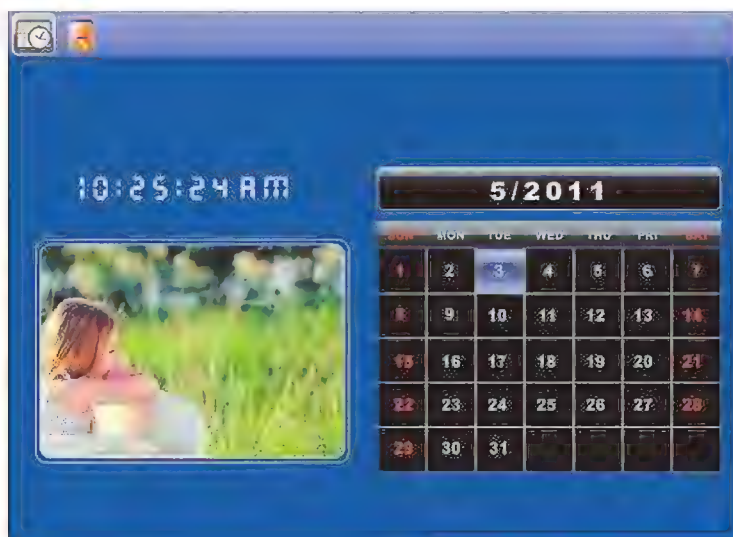 10:25:24 AM
5/2011
SUN MON TUE WED THU FRI SAT
1 2 3 4 5 6 7
8 9 10 11 12 13 14
15 16 17 18 19 20 21
22 23 24 25 26 27 28
29 30 31